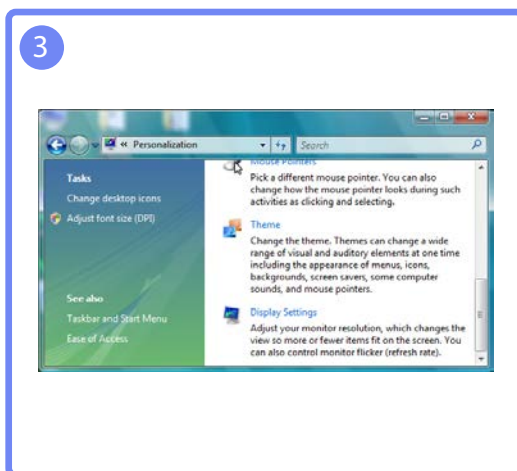 3
« Personalization
Search
Tasks
Change desktop icons
Adjust font size (DPI)
See also
Taskbar and Start Menu
Ease of Access
Mouse Pointers
Pick a different mouse pointer. You can also
change how the mouse pointer looks during such
activities as clicking and selecting.
Theme
Change the theme. Themes can change a wide
range of visual and auditory elements at one time
including the appearance of menus, icons,
backgrounds, screen savers, some computer
sounds, and mouse pointers.
Display Settings
Adjust your monitor resolution, which changes the
view so more or fewer items fit on the screen. You
can also control monitor flicker (refresh rate).